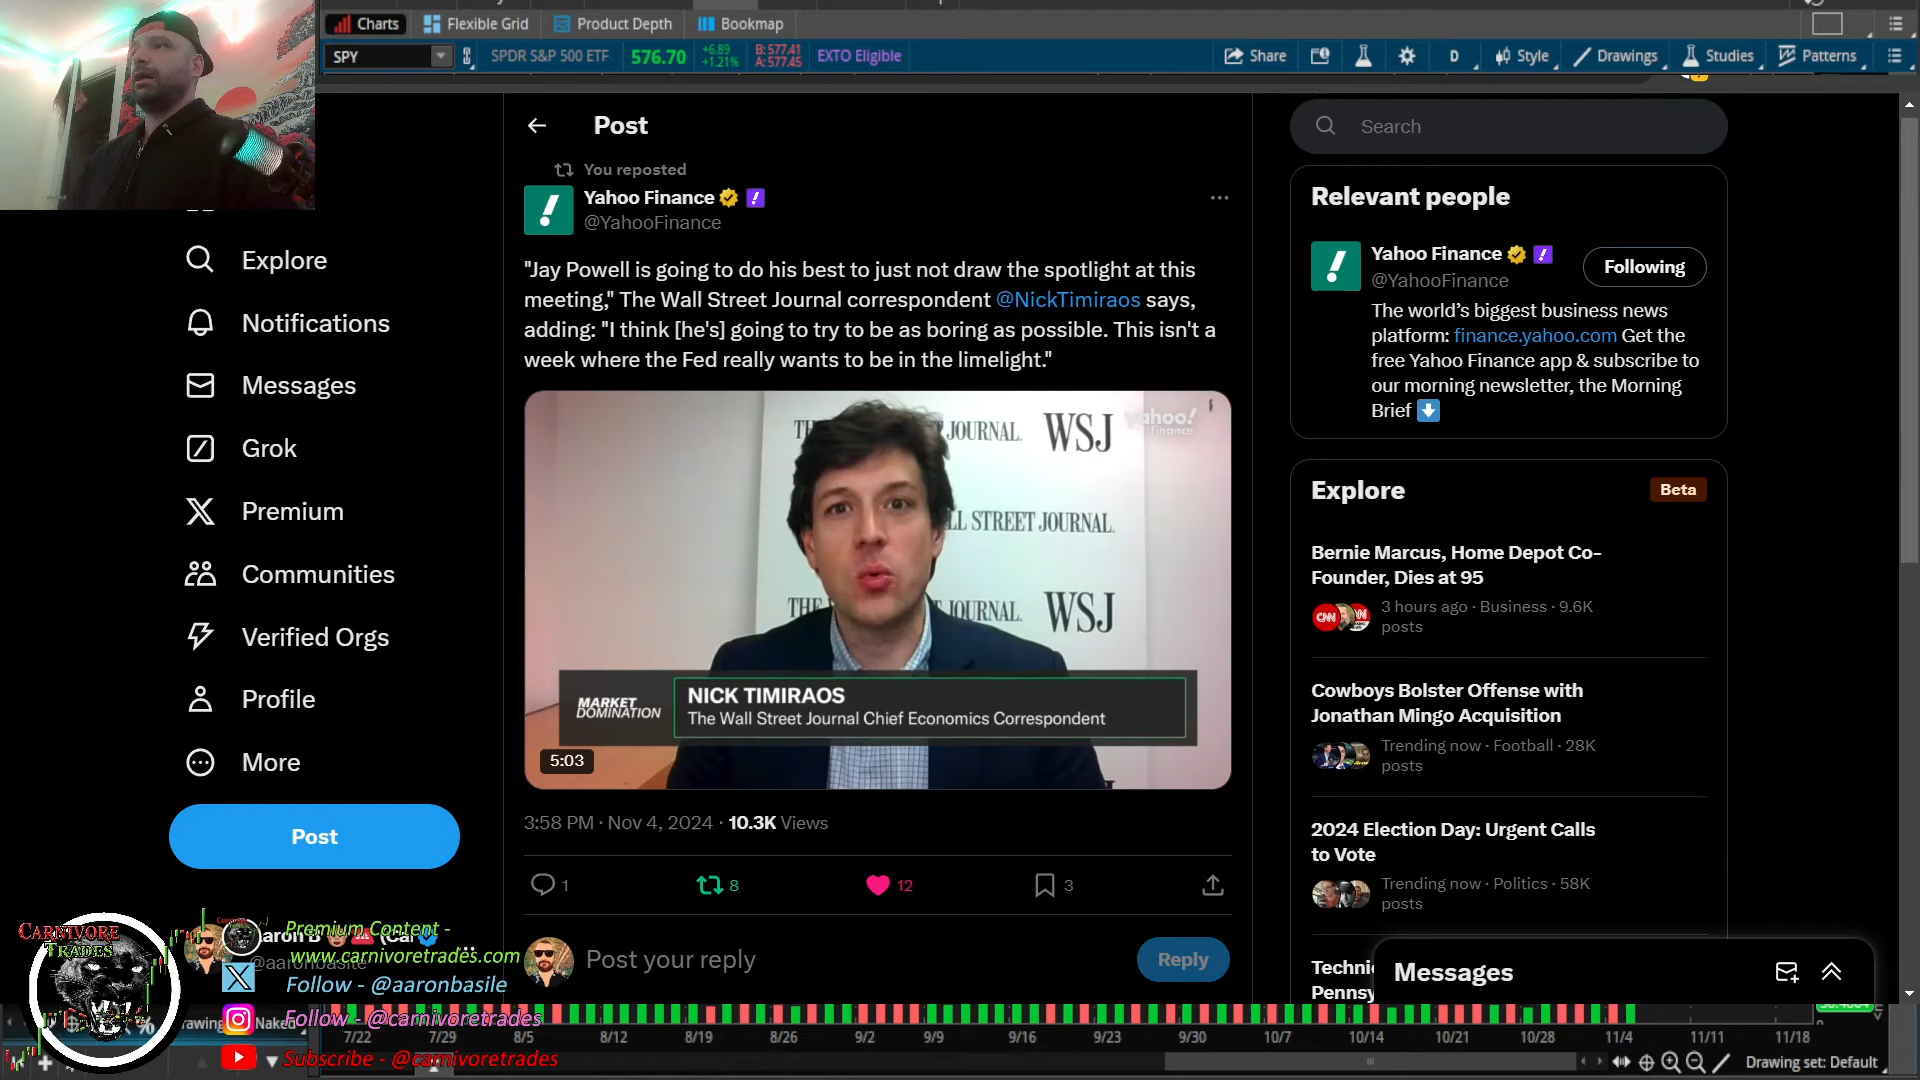 Charts
Flexible Grid
Product Depth
Bookmap
SPY
SPDR S&P 500 ETF
576.70
+6.89
+1.21%
B: 577.41
A: 577.45
EXTO Eligible
Share
D
Style
Drawings
Studies
Patterns
Post
You reposted
Yahoo Finance
@YahooFinance
"Jay Powell is going to do his best to just not draw the spotlight at this
meeting," The Wall Street Journal correspondent @NickTimiraos says,
adding: "I think [he's] going to try to be as boring as possible. This isn't a
week where the Fed really wants to be in the limelight."
JOURNAL. WSJ
yahoo!
finance
LL STREET JOURNAL.
THE JOURNAL. WSJ
MARKET
DOMINATION
NICK TIMIRAOS
The Wall Street Journal Chief Economics Correspondent
5:03
3:58 PM · Nov 4, 2024 · 10.3K Views
1
8
12
3
Post your reply
Reply
Explore
Notifications
Messages
Grok
Premium
Communities
Verified Orgs
Profile
More
Post
Search
Relevant people
Yahoo Finance
@YahooFinance
Following
The world's biggest business news
platform: finance.yahoo.com Get the
free Yahoo Finance app & subscribe to
our morning newsletter, the Morning
Brief
Explore
Beta
Bernie Marcus, Home Depot Co-
Founder, Dies at 95
3 hours ago · Business · 9.6K
posts
Cowboys Bolster Offense with
Jonathan Mingo Acquisition
Trending now · Football · 28K
posts
2024 Election Day: Urgent Calls
to Vote
Trending now · Politics · 58K
posts
Messages
CARNIVORE
TRADES
Premium Content -
www.carnivoretrades.com
@aaronbasile
Follow - @aaronbasile
Follow - @carnivoretrades
Subscribe - @carnivoretrades
7/22 7/29 8/5 8/12 8/19 8/26 9/2 9/9 9/16 9/23 9/30 10/7 10/14 10/21 10/28 11/4 11/11 11/18
Drawing set: Default